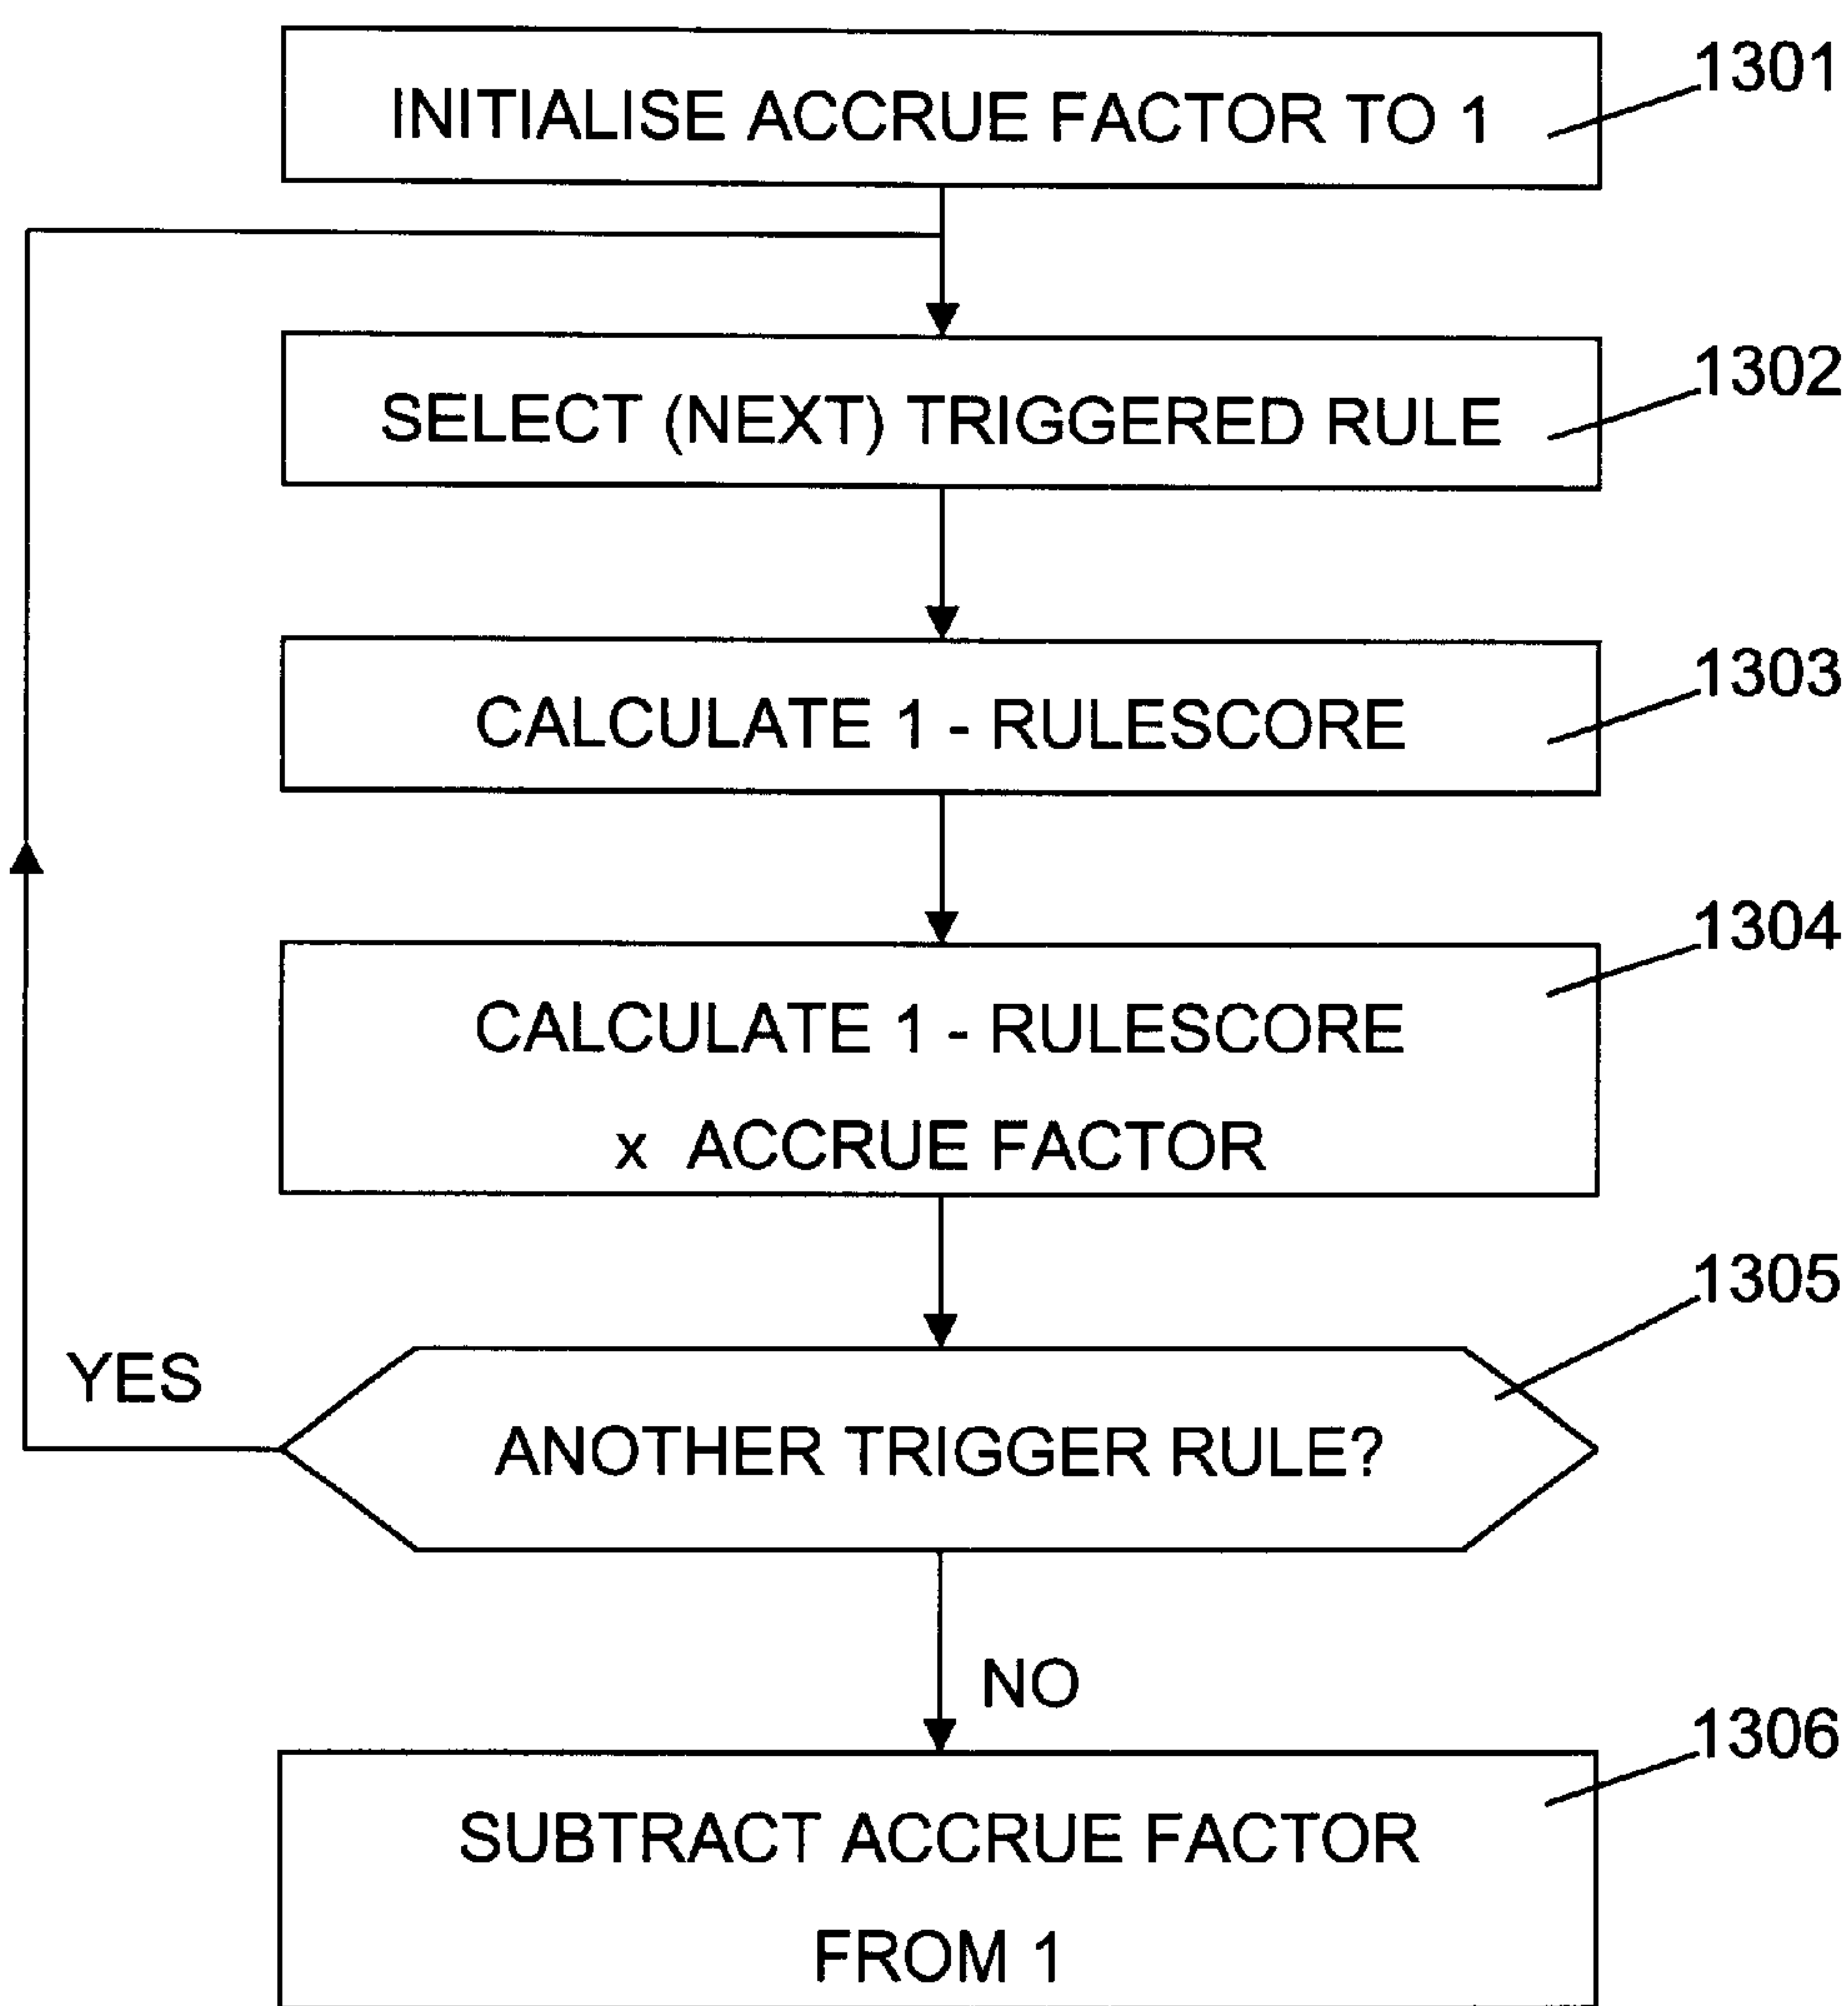 INITIALISE ACCRUE FACTOR TO 1
1301
SELECT (NEXT) TRIGGERED RULE
1302
CALCULATE 1 - RULESCORE
1303
CALCULATE 1 - RULESCORE
x ACCRUE FACTOR
1304
ANOTHER TRIGGER RULE?
1305
YES
NO
SUBTRACT ACCRUE FACTOR
FROM 1
1306